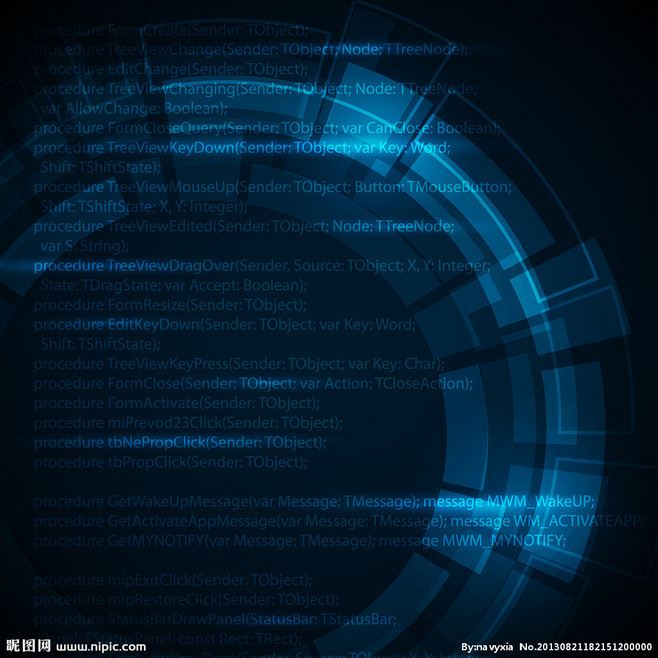 procedure FormCreate(Sender: TObject);
procedure TreeViewChange(Sender: TObject; Node: TTreeNode);
procedure EditChange(Sender: TObject);
procedure TreeViewChanging(Sender: TObject; Node: TTreeNode;
var AllowChange: Boolean);
procedure FormCloseQuery(Sender: TObject; var CanClose: Boolean);
procedure TreeViewKeyDown(Sender: TObject; var Key: Word;
Shift: TShiftState);
procedure TreeViewMouseUp(Sender: TObject; Button: TMouseButton;
Shift: TShiftState; X, Y: Integer);
procedure TreeViewEdited(Sender: TObject; Node: TTreeNode;
var S: String);
procedure TreeViewDragOver(Sender, Source: TObject; X, Y: Integer;
State: TDragState; var Accept: Boolean);
procedure FormResize(Sender: TObject);
procedure EditKeyDown(Sender: TObject; var Key: Word;
Shift: TShiftState);
procedure TreeViewKeyPress(Sender: TObject; var Key: Char);
procedure FormClose(Sender: TObject; var Action: TCloseAction);
procedure FormActivate(Sender: TObject);
procedure miPrevod23Click(Sender: TObject);
procedure tbNePropClick(Sender: TObject);
procedure tbPropClick(Sender: TObject);
procedure GetWakeUpMessage(var Message: TMessage); message MWM_WakeUP;
procedure GetActivateAppMessage(var Message: TMessage); message WM_ACTIVATEAPP;
procedure GetMYNOTIFY(var Message: TMessage); message MWM_MYNOTIFY;
procedure mipExitClick(Sender: TObject);
procedure mipRestoreClick(Sender: TObject);
procedure StatusBarDrawPanel(StatusBar: TStatusBar;
Panel: TStatusPanel; const Rect: TRect);
昵图网 www.nipic.com
By:navyxia No.20130821182151200000